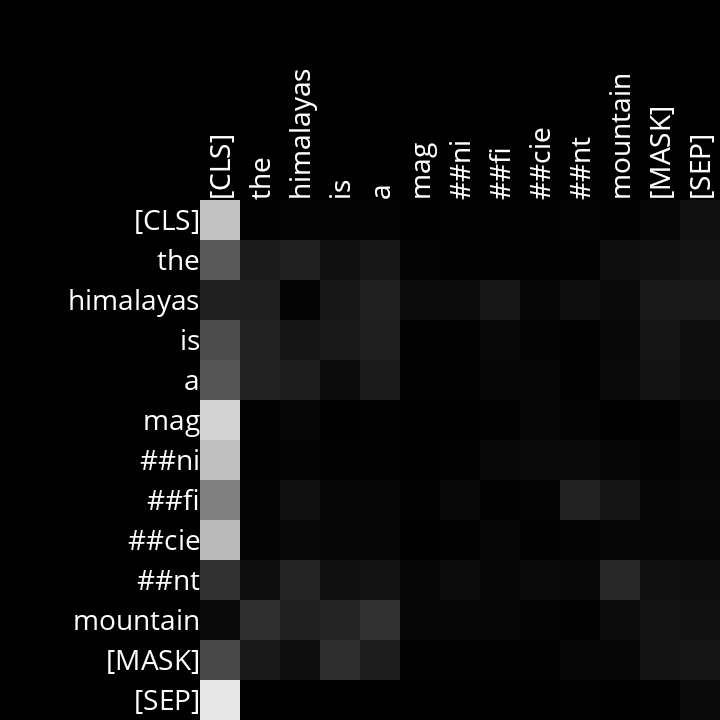 [CLS] the himalayas is a mag ##ni ##fi ##cie ##nt mountain [MASK] [SEP]
[CLS]
the
himalayas
is
a
mag
##ni
##fi
##cie
##nt
mountain
[MASK]
[SEP]